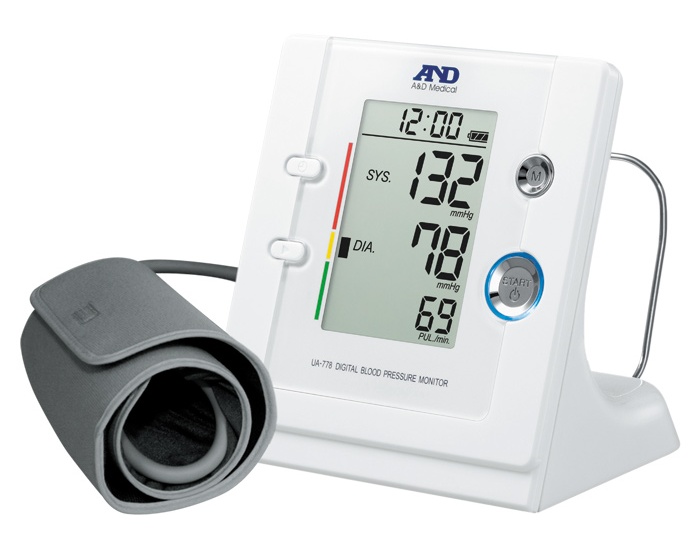 AND
A&D Medical
12:00
SYS. 132
mmHg
DIA. 78
mmHg
69
PUL./min.
M
START
UA-778 DIGITAL BLOOD PRESSURE MONITOR